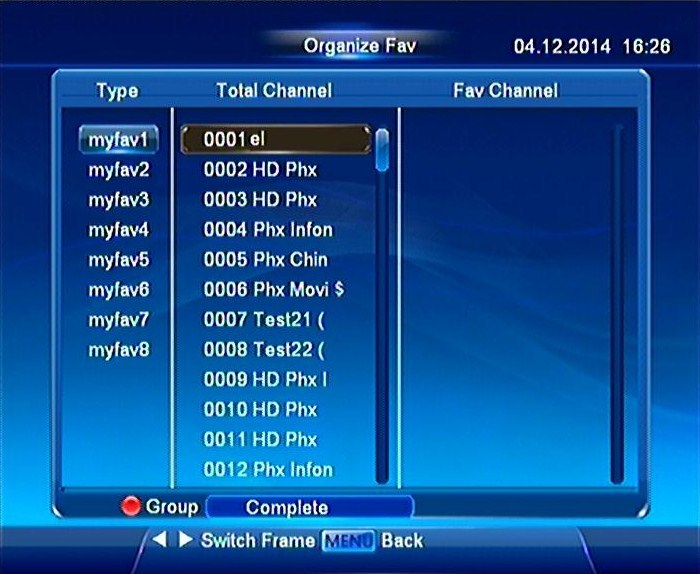 Organize Fav 04.12.2014 16:26
Type Total Channel Fav Channel
myfav1 0001 el
myfav2 0002 HD Phx
myfav3 0003 HD Phx
myfav4 0004 Phx Infon
myfav5 0005 Phx Chin
myfav6 0006 Phx Movi $
myfav7 0007 Test21 (
myfav8 0008 Test22 (
0009 HD Phx I
0010 HD Phx
0011 HD Phx
0012 Phx Infon
Group Complete
Switch Frame MENU Back